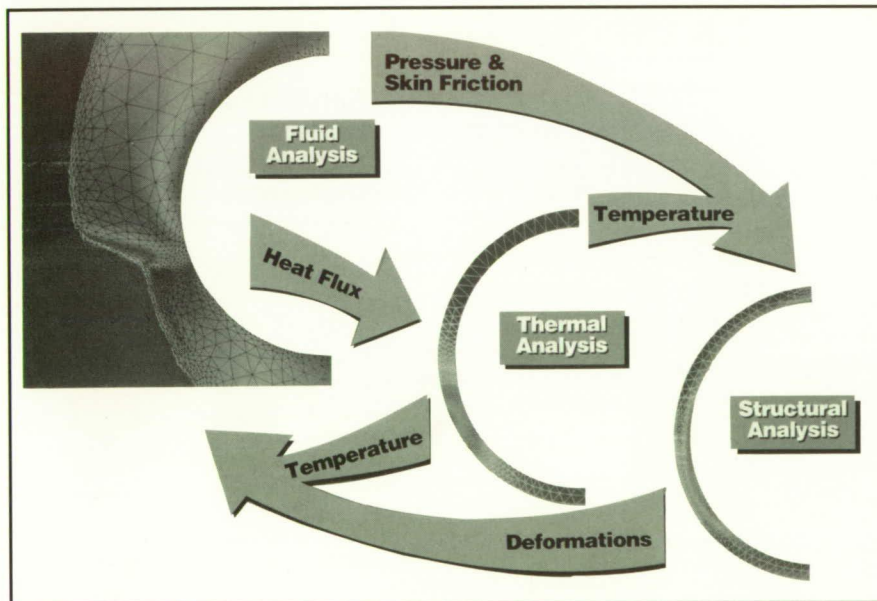 Pressure &
Skin Friction
Fluid
Analysis
Temperature
Heat Flux
Thermal
Analysis
Structural
Analysis
Temperature
Deformations